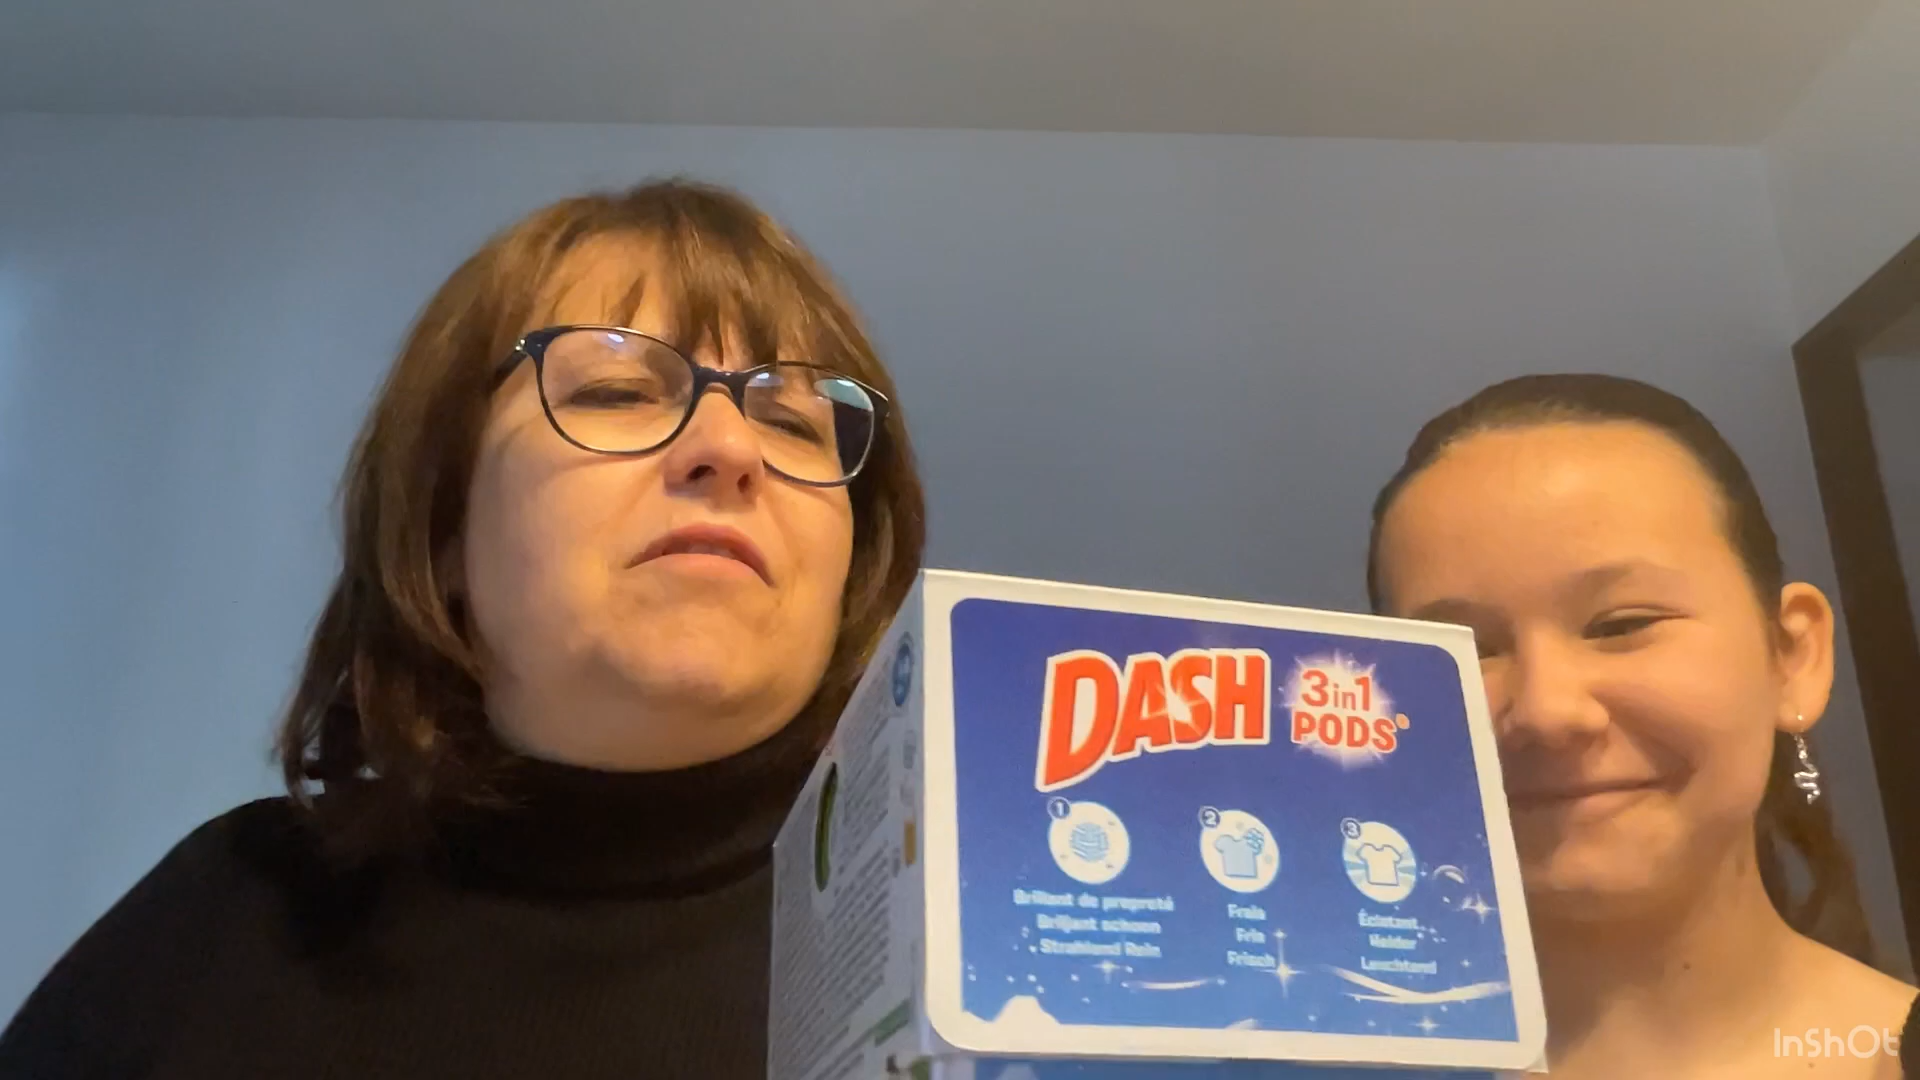 DASH
3in1
PODS®
1
2
3
Brillant de propreté
Briljant schoon
Strahlend Rein
Frais
Fris
Frisch
Éclatant
Helder
Leuchtend
InShOt